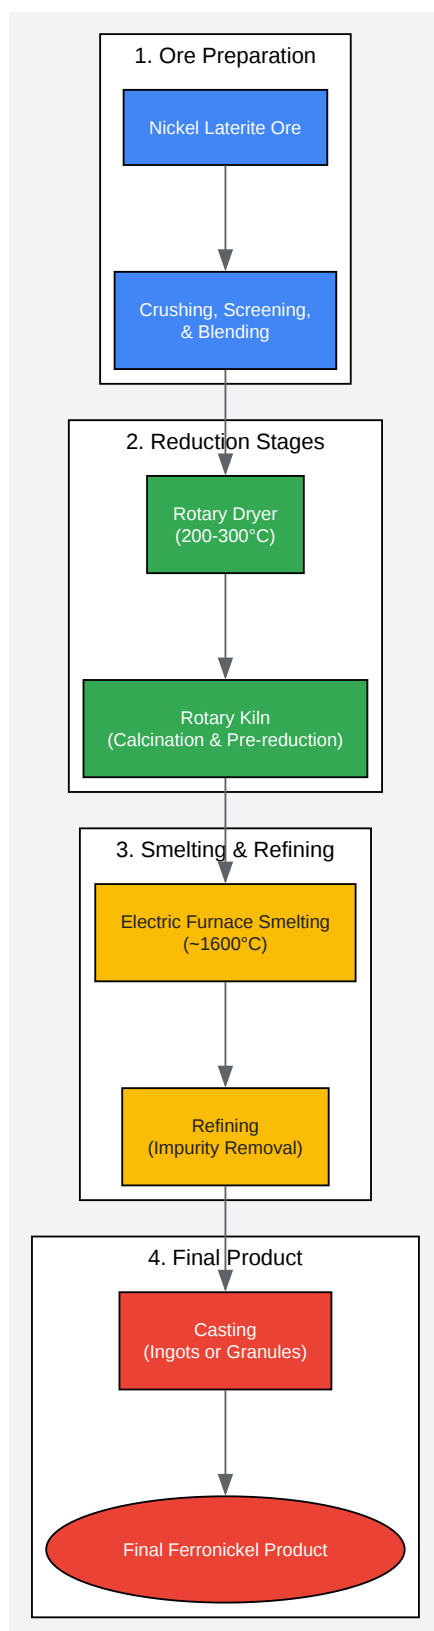 1. Ore Preparation
Nickel Laterite Ore
Crushing, Screening,
& Blending
2. Reduction Stages
Rotary Dryer
(200-300°C)
Rotary Kiln
(Calcination & Pre-reduction)
3. Smelting & Refining
Electric Furnace Smelting
(~1600°C)
Refining
(Impurity Removal)
4. Final Product
Casting
(Ingots or Granules)
Final Ferronickel Product